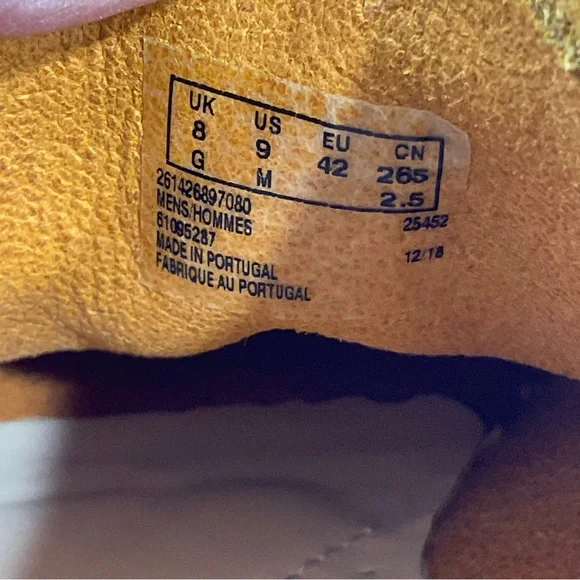 UK US EU CN
8 9 42 265
G M 2.5
261426897080
MENS/HOMMES 25452
61095287
MADE IN PORTUGAL 12/18
FABRIQUE AU PORTUGAL